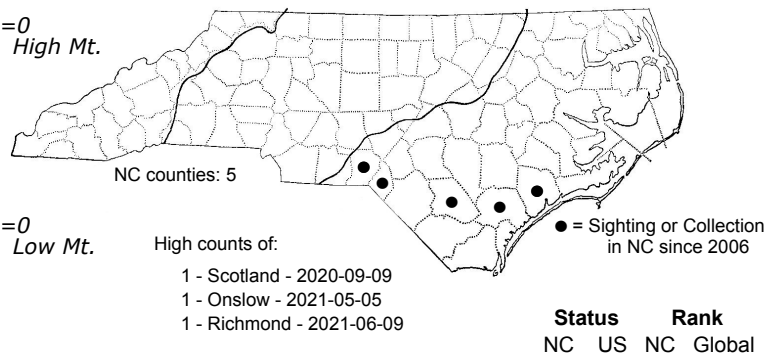 =0
High Mt.
NC counties: 5
=0
Low Mt.
High counts of:
1 - Scotland - 2020-09-09
1 - Onslow - 2021-05-05
1 - Richmond - 2021-06-09
● = Sighting or Collection
in NC since 2006
Status Rank
NC US NC Global